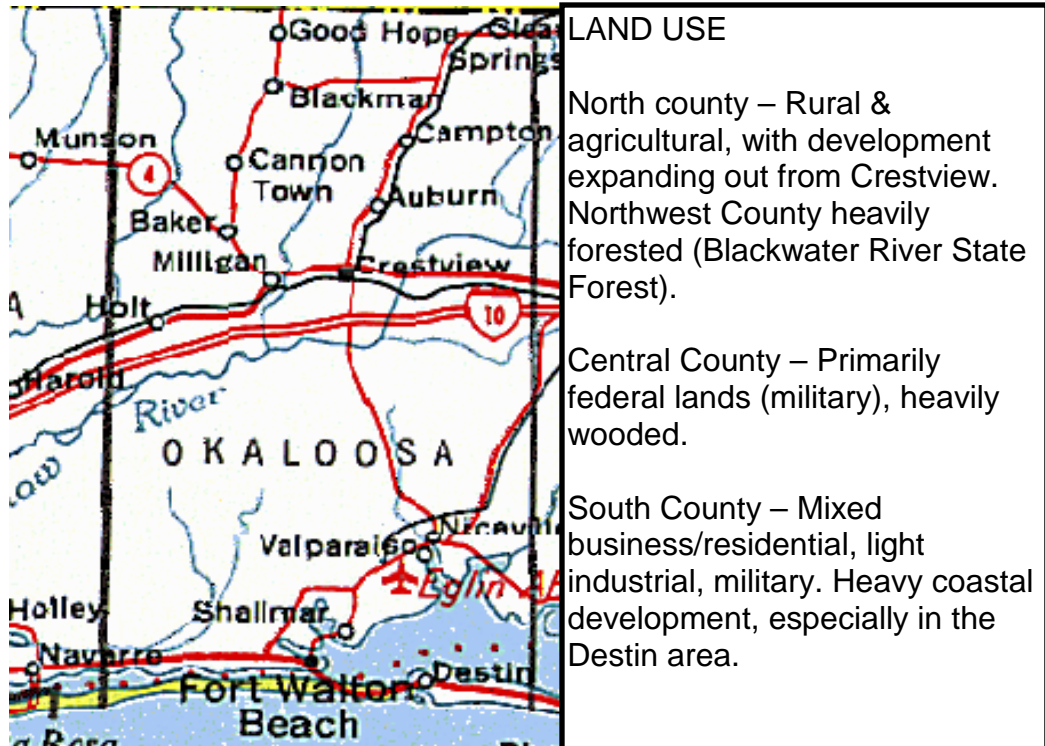 Good Hope
Blackman
Munson
Campton
4
Cannon
Town
Auburn
Baker
Milligan
Crestview
Holt
10
Harold
River
OKALOOSA
Niceville
Valparaiso
Eglin
Holley
Shalimar
Navarre
Destin
Fort Walton
Beach
LAND USE
North county – Rural &
agricultural, with development
expanding out from Crestview.
Northwest County heavily
forested (Blackwater River State
Forest).
Central County – Primarily
federal lands (military), heavily
wooded.
South County – Mixed
business/residential, light
industrial, military. Heavy coastal
development, especially in the
Destin area.